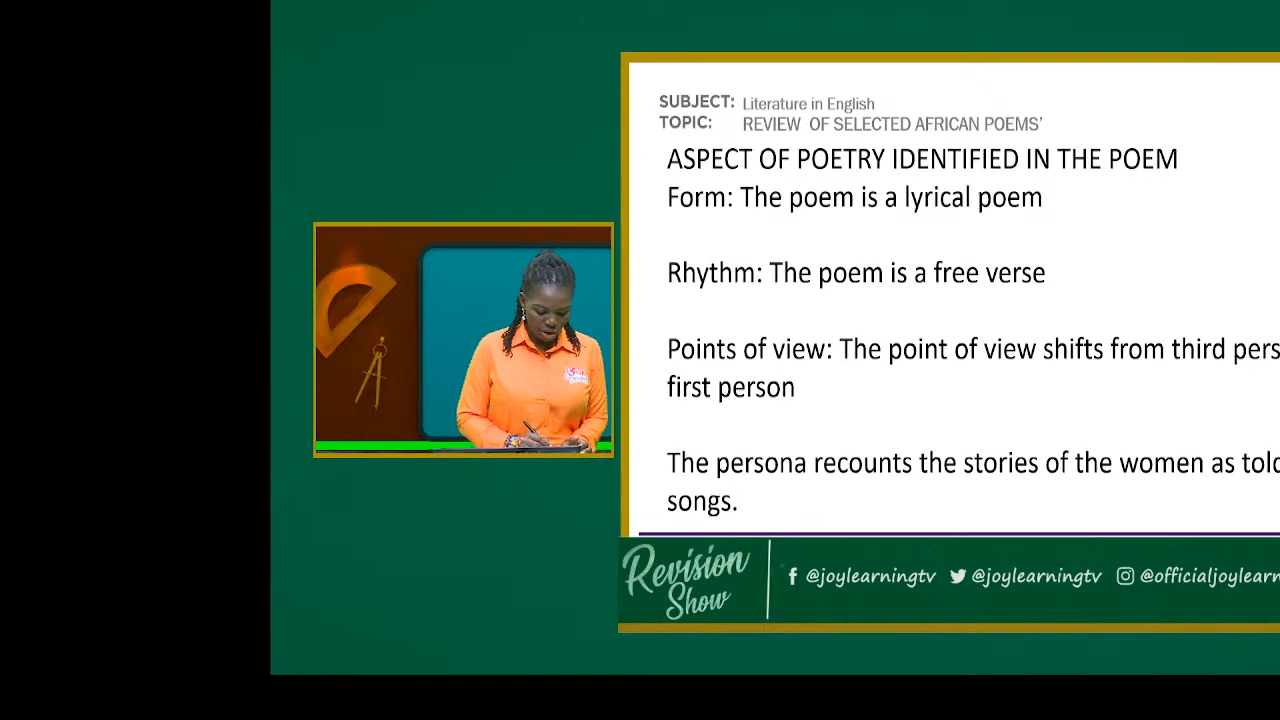 SUBJECT: Literature in English
TOPIC: REVIEW OF SELECTED AFRICAN POEMS’
ASPECT OF POETRY IDENTIFIED IN THE POEM
Form: The poem is a lyrical poem
Rhythm: The poem is a free verse
Points of view: The point of view shifts from third pers
first person
The persona recounts the stories of the women as told
songs.
Revision
Show
@joylearningtv @joylearningtv @officialjoylearn